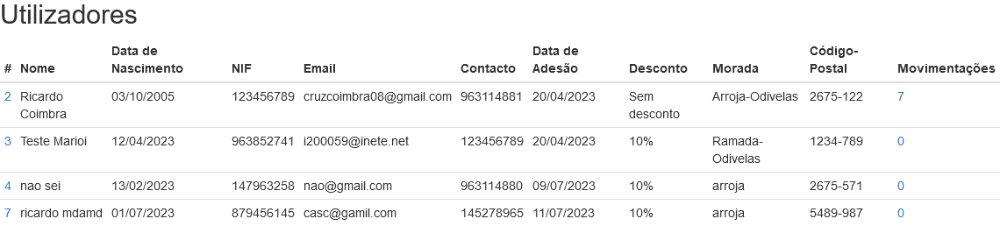 Utilizadores
# Nome Data de Nascimento NIF Email Contacto Data de Adesão Desconto Morada Código-Postal Movimentações
2 Ricardo Coimbra 03/10/2005 123456789 cruzcoimbra08@gmail.com 963114881 20/04/2023 Sem desconto Arroja-Odivelas 2675-122 7
3 Teste Marioi 12/04/2023 963852741 i200059@inete.net 123456789 20/04/2023 10% Ramada-Odivelas 1234-789 0
4 nao sei 13/02/2023 147963258 nao@gmail.com 963114880 09/07/2023 10% arroja 2675-571 0
7 ricardo mdamd 01/07/2023 879456145 casc@gamil.com 145278965 11/07/2023 10% arroja 5489-987 0